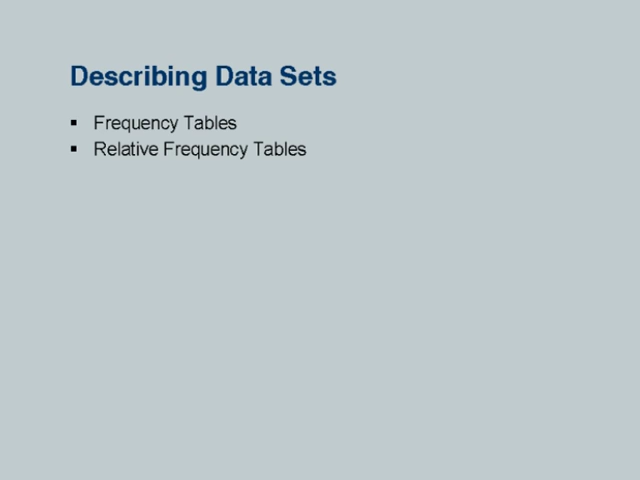 Describing Data Sets
▪ Frequency Tables
▪ Relative Frequency Tables